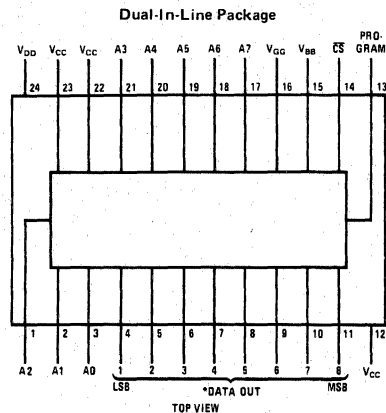 Dual-In-Line Package
PRO-
VDD VCC VCC A3 A4 A5 A6 A7 VGG VBB CS GRAM
24 23 22 21 20 19 18 17 16 15 14 13
1 2 3 4 5 6 7 8 9 10 11 12
A2 A1 A0 1 2 3 4 5 6 7 8 VCC
LSB *DATA OUT MSB
TOP VIEW